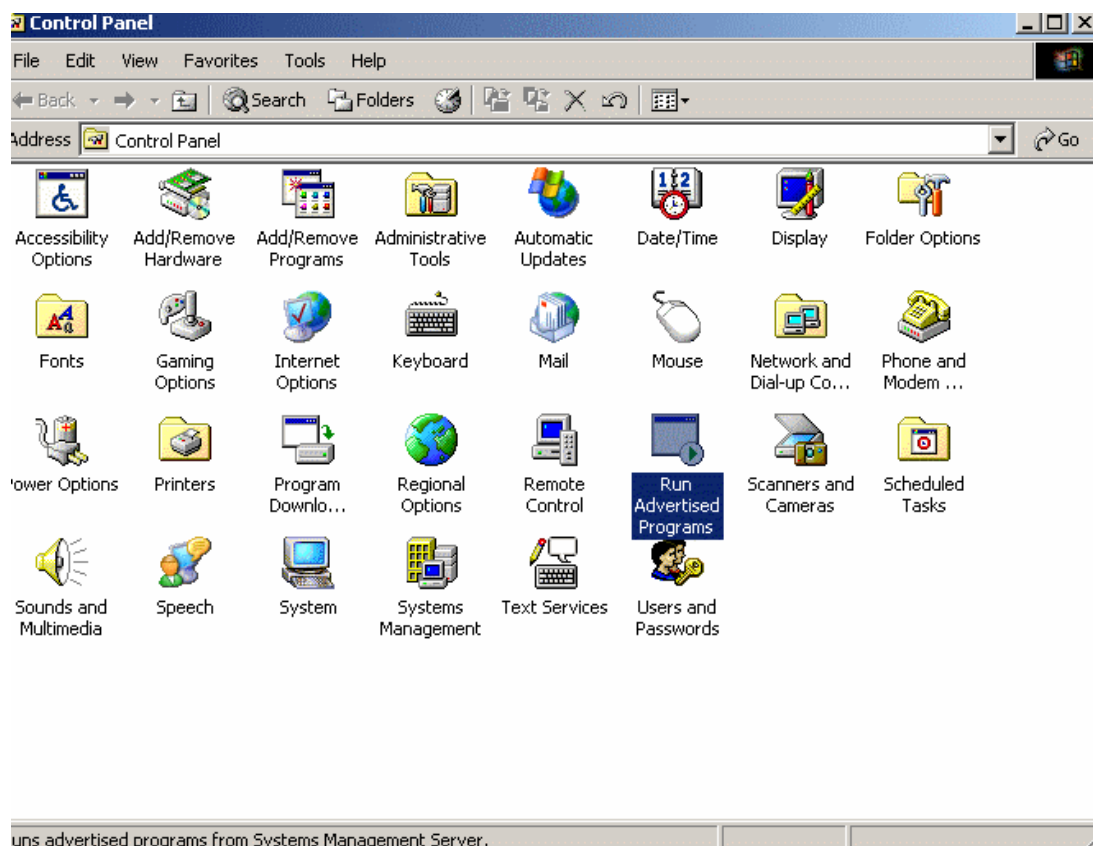 Control Panel
File Edit View Favorites Tools Help
Back Search Folders
Address Control Panel Go
Accessibility Options
Add/Remove Hardware
Add/Remove Programs
Administrative Tools
Automatic Updates
Date/Time
Display
Folder Options
Fonts
Gaming Options
Internet Options
Keyboard
Mail
Mouse
Network and Dial-up Co...
Phone and Modem ...
ower Options
Printers
Program Downlo...
Regional Options
Remote Control
Run Advertised Programs
Scanners and Cameras
Scheduled Tasks
Sounds and Multimedia
Speech
System
Systems Management
Text Services
Users and Passwords
uns advertised programs from Systems Management Server.